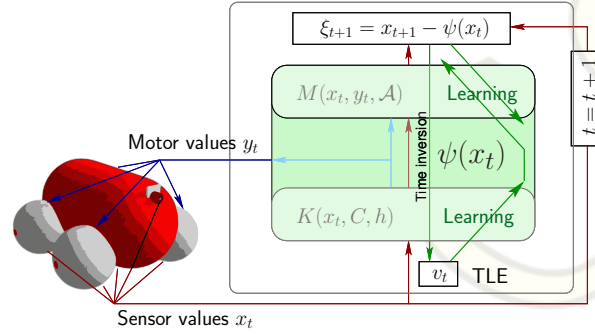 ξ_{t+1} = x_{t+1} − ψ(x_t)
t = t + 1
M(x_t, y_t, A) Learning
Motor values y_t
Time inversion
ψ(x_t)
K(x_t, C, h) Learning
v_t TLE
Sensor values x_t